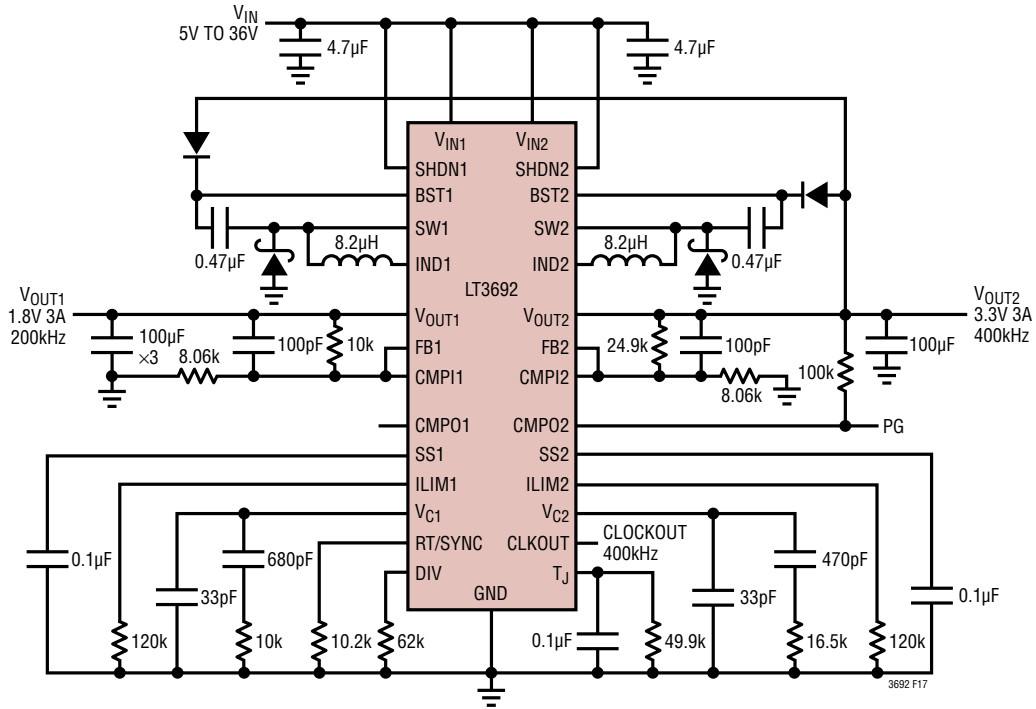 VIN
5V TO 36V
4.7µF
4.7µF
VIN1
VIN2
SHDN1
SHDN2
BST1
BST2
SW1
SW2
0.47µF
8.2µH
IND1
IND2
8.2µH
0.47µF
LT3692
VOUT1
1.8V 3A
200kHz
VOUT1
VOUT2
VOUT2
3.3V 3A
400kHz
100µF
×3
8.06k
100pF
10k
FB1
FB2
24.9k
100pF
100µF
CMPI1
CMPI2
8.06k
100k
CMPO1
CMPO2
PG
SS1
SS2
ILIM1
ILIM2
VC1
VC2
RT/SYNC
CLKOUT
CLOCKOUT
400kHz
DIV
TJ
GND
0.1µF
33pF
680pF
470pF
33pF
0.1µF
120k
10k
10.2k
62k
0.1µF
49.9k
16.5k
120k
3692 F17